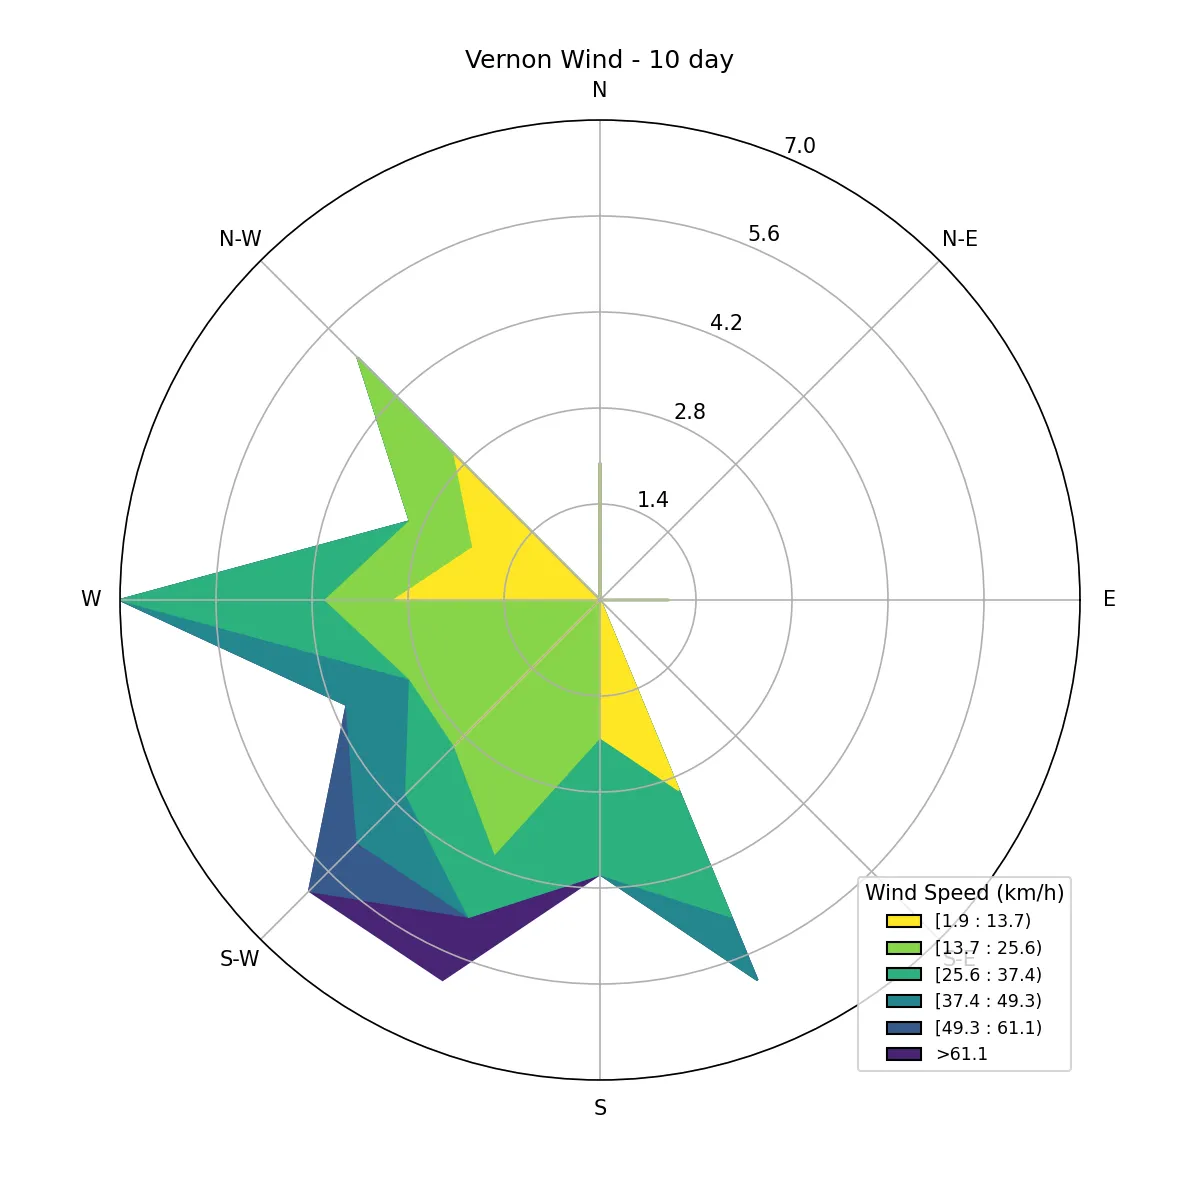 Vernon Wind - 10 day
N
7.0
N-W
5.6
N-E
4.2
2.8
1.4
W
E
S-W
S-E
S
Wind Speed (km/h)
[1.9 : 13.7)
[13.7 : 25.6)
[25.6 : 37.4)
[37.4 : 49.3)
[49.3 : 61.1)
>61.1